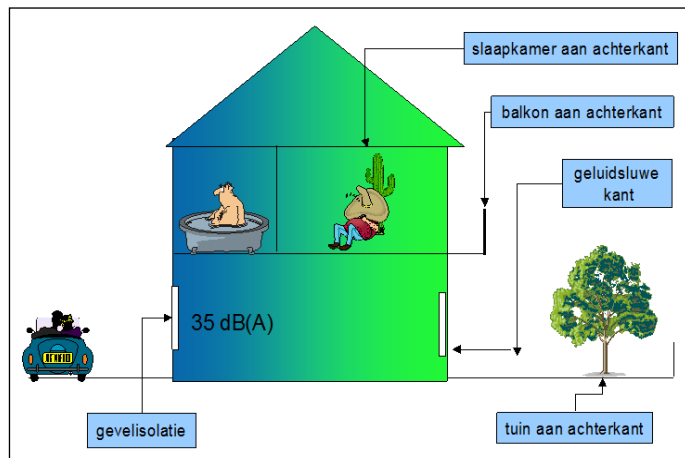 slaapkamer aan achterkant
balkon aan achterkant
geluidsluwe
kant
35 dB(A)
gevelisolatie
tuin aan achterkant